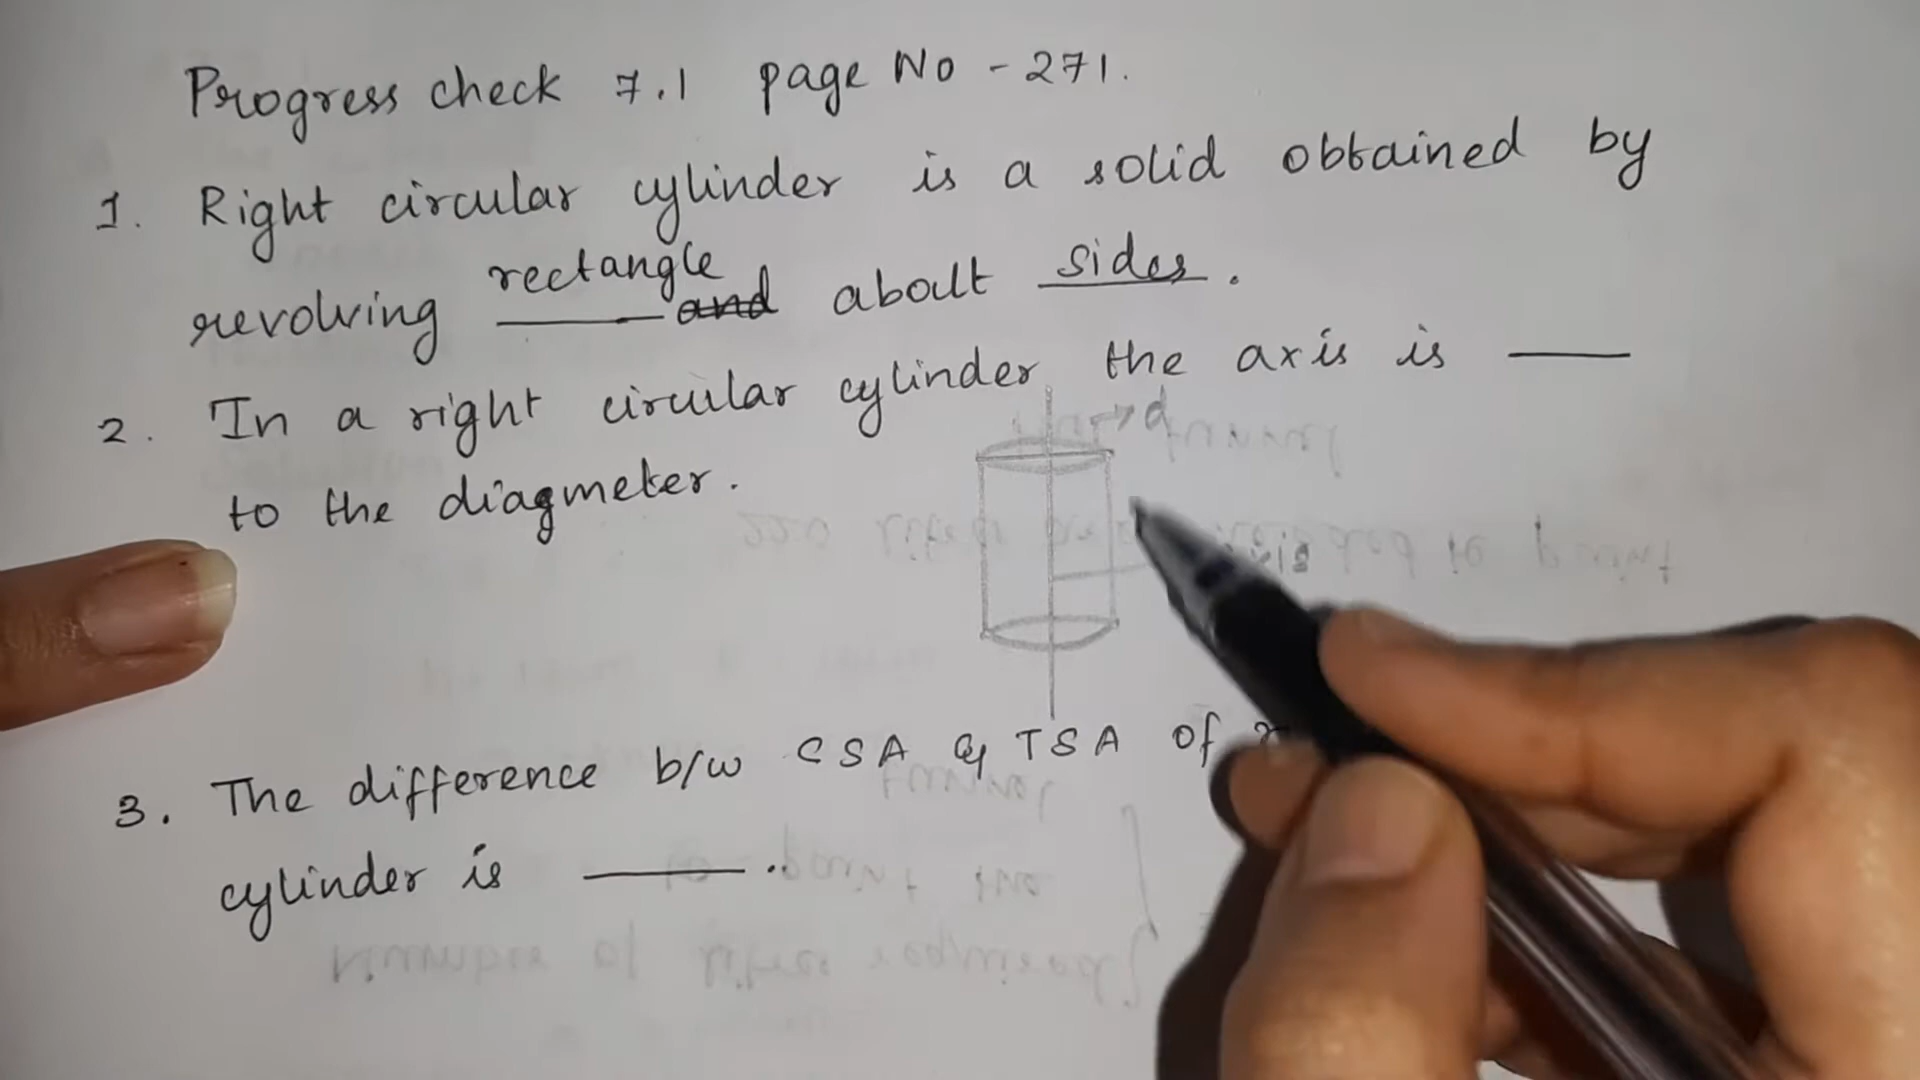 Progress check 7.1 page No - 271.
1. Right circular cylinder is a solid obtained by
revolving rectangle and about sides.
2. In a right circular cylinder the axis is ___
to the diagmeter.
d
3. The difference b/w CSA & TSA of
cylinder is ___.